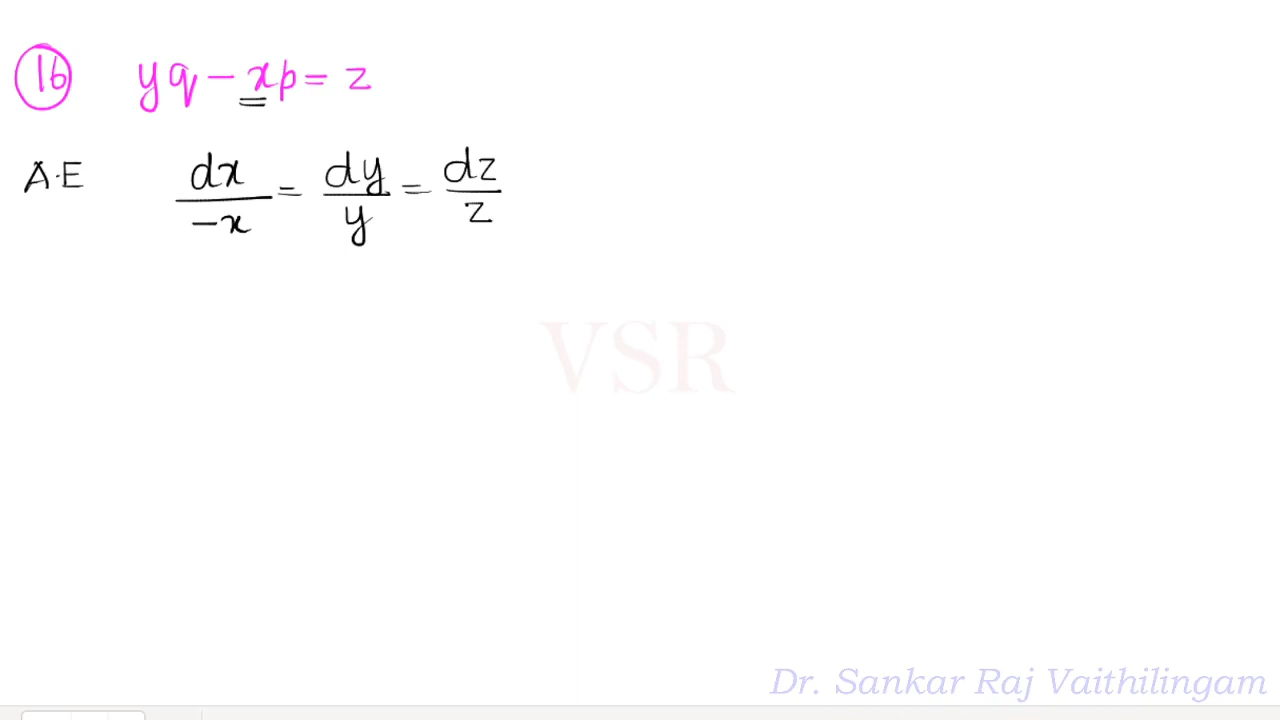 16 yq - xp = z
A.E dx/-x = dy/y = dz/z
VSR
Dr. Sankar Raj Vaithilingam